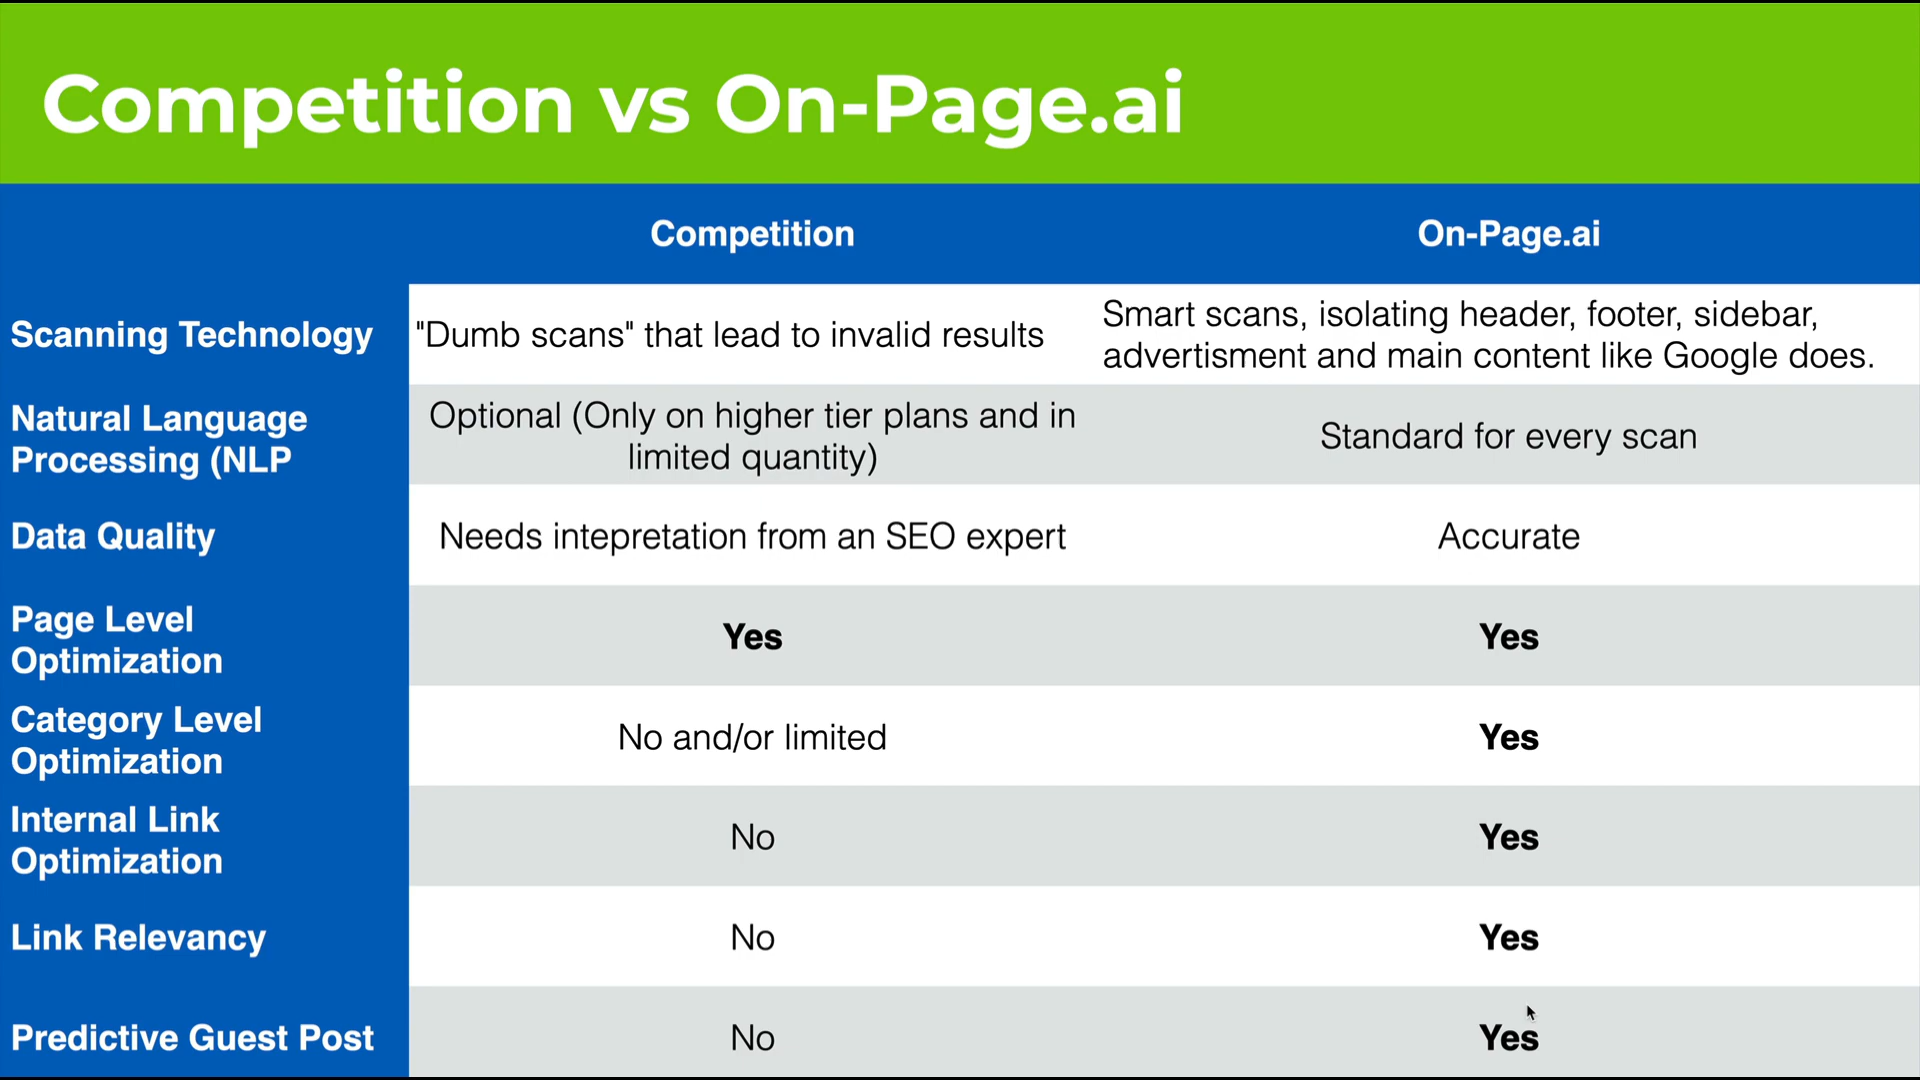 Competition vs On-Page.ai
Competition
On-Page.ai
Scanning Technology
"Dumb scans" that lead to invalid results
Smart scans, isolating header, footer, sidebar,
advertisment and main content like Google does.
Natural Language
Processing (NLP
Optional (Only on higher tier plans and in
limited quantity)
Standard for every scan
Data Quality
Needs intepretation from an SEO expert
Accurate
Page Level
Optimization
Yes
Yes
Category Level
Optimization
No and/or limited
Yes
Internal Link
Optimization
No
Yes
Link Relevancy
No
Yes
Predictive Guest Post
No
Yes